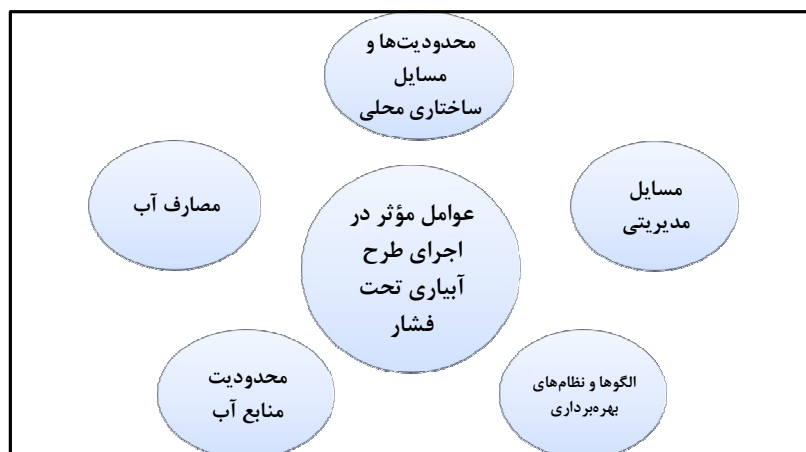 محدودیت‌ها و
مسایل
ساختاری محلی
مسایل
مدیریتی
مصارف آب
عوامل مؤثر در
اجرای طرح
آبیاری تحت
فشار
الگوها و نظام‌های
بهره‌برداری
محدودیت
منابع آب